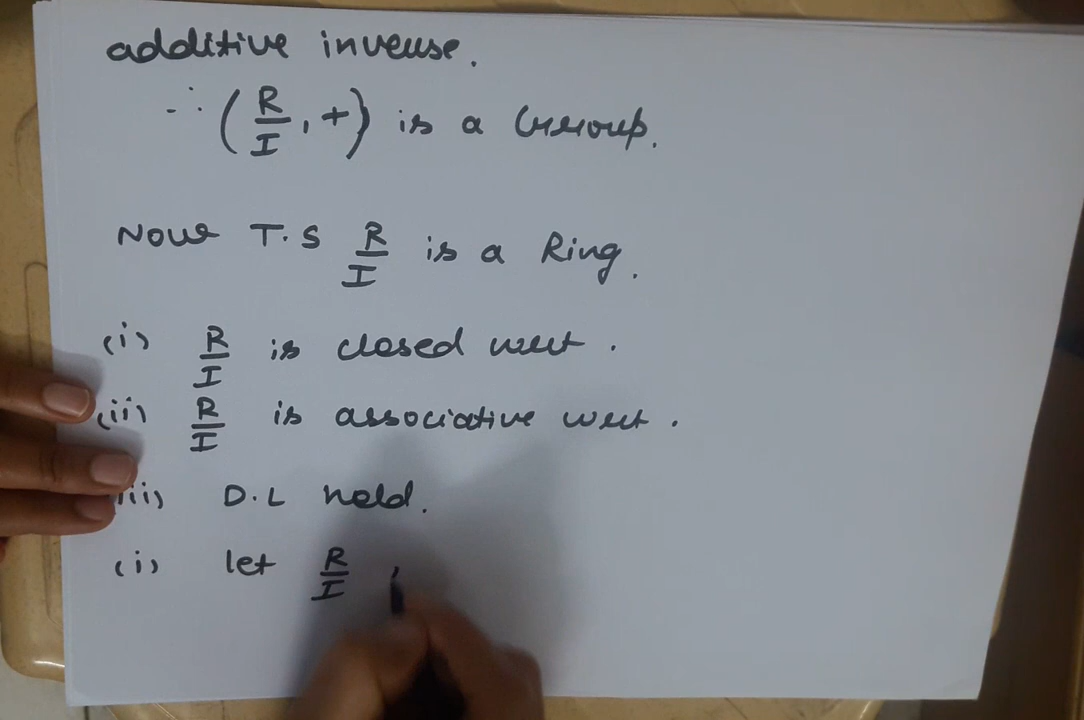 additive inverse.
∴ (R/I, +) is a Group.
Now T.S R/I is a Ring.
(i) R/I is closed wrt .
(ii) R/I is associative wrt .
iii) D.L hold.
(i) let R/I